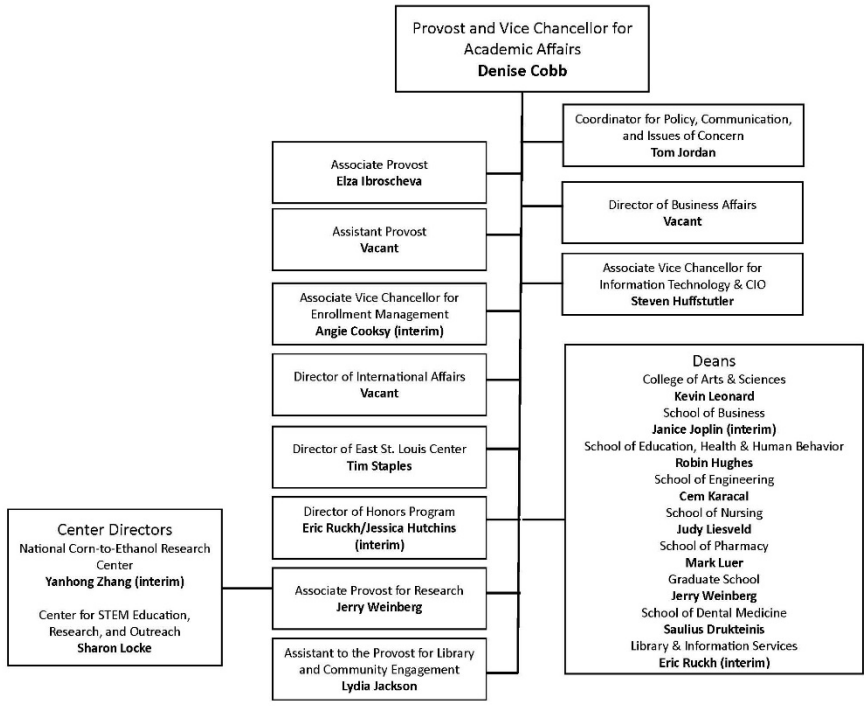 Provost and Vice Chancellor for
Academic Affairs
Denise Cobb
Coordinator for Policy, Communication,
and Issues of Concern
Tom Jordan
Associate Provost
Elza Ibroscheva
Director of Business Affairs
Vacant
Assistant Provost
Vacant
Associate Vice Chancellor for
Information Technology & CIO
Steven Huffstutler
Associate Vice Chancellor for
Enrollment Management
Angie Cooksy (interim)
Director of International Affairs
Vacant
Director of East St. Louis Center
Tim Staples
Director of Honors Program
Eric Ruckh/Jessica Hutchins
(interim)
Associate Provost for Research
Jerry Weinberg
Assistant to the Provost for Library
and Community Engagement
Lydia Jackson
Deans
College of Arts & Sciences
Kevin Leonard
School of Business
Janice Joplin (interim)
School of Education, Health & Human Behavior
Robin Hughes
School of Engineering
Cem Karacal
School of Nursing
Judy Liesveld
School of Pharmacy
Mark Luer
Graduate School
Jerry Weinberg
School of Dental Medicine
Saulius Drukteinis
Library & Information Services
Eric Ruckh (interim)
Center Directors
National Corn-to-Ethanol Research
Center
Yanhong Zhang (interim)
Center for STEM Education,
Research, and Outreach
Sharon Locke